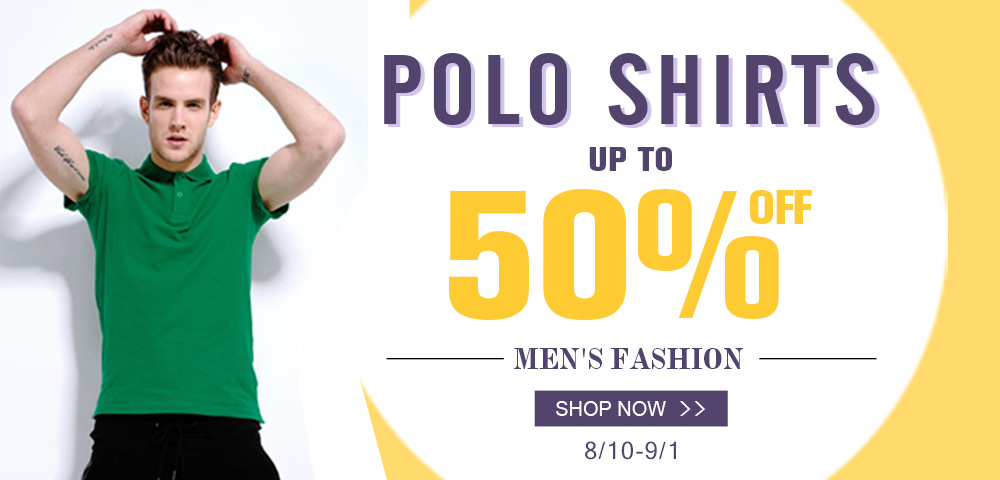 POLO SHIRTS
UP TO
50% OFF
MEN'S FASHION
SHOP NOW >>
8/10-9/1